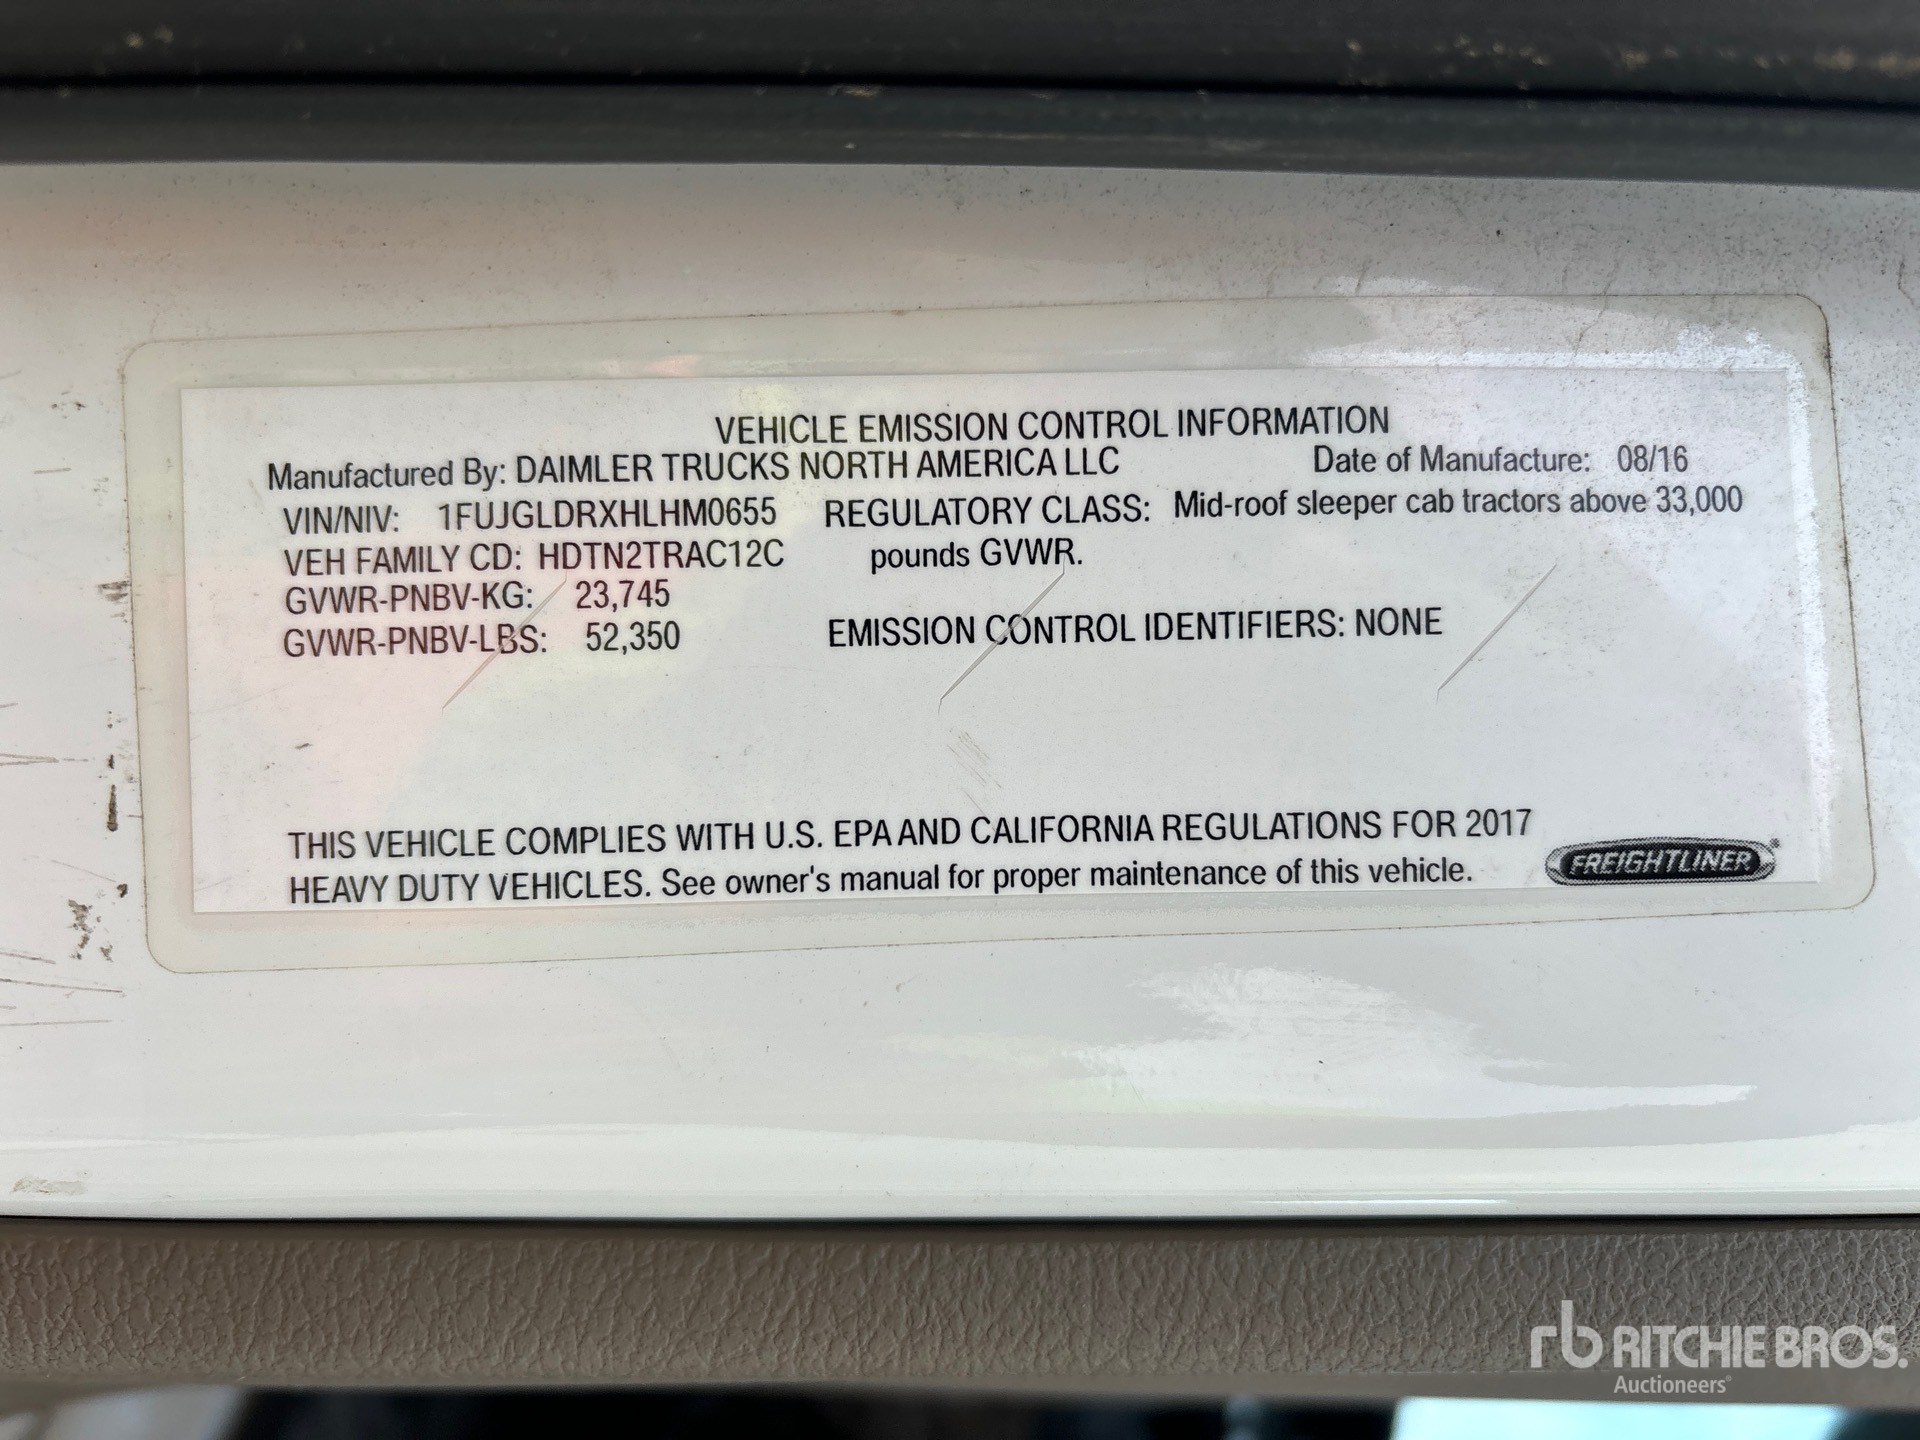 VEHICLE EMISSION CONTROL INFORMATION
Manufactured By: DAIMLER TRUCKS NORTH AMERICA LLC Date of Manufacture: 08/16
VIN/NIV: 1FUJGLDRXHLHM0655 REGULATORY CLASS: Mid-roof sleeper cab tractors above 33,000
VEH FAMILY CD: HDTN2TRAC12C pounds GVWR.
GVWR-PNBV-KG: 23,745
GVWR-PNBV-LBS: 52,350 EMISSION CONTROL IDENTIFIERS: NONE
THIS VEHICLE COMPLIES WITH U.S. EPA AND CALIFORNIA REGULATIONS FOR 2017
HEAVY DUTY VEHICLES. See owner's manual for proper maintenance of this vehicle.
FREIGHTLINER®
rb RITCHIE BROS.
Auctioneers®